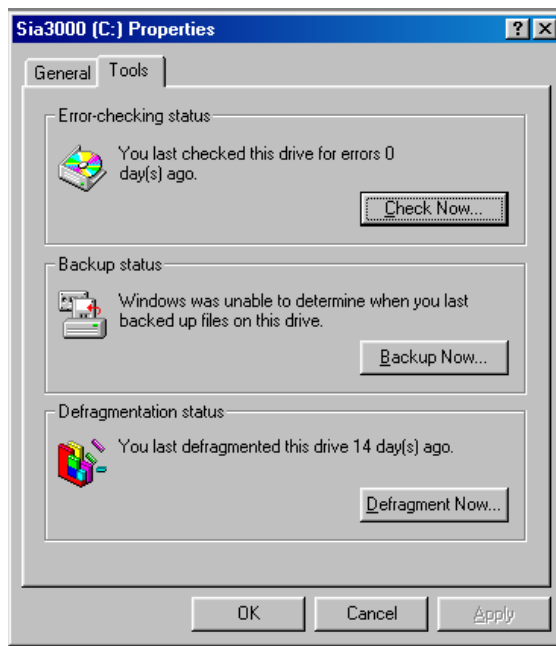 Sia3000 (C:) Properties
General
Tools
Error-checking status
You last checked this drive for errors 0
day(s) ago.
Check Now...
Backup status
Windows was unable to determine when you last
backed up files on this drive.
Backup Now...
Defragmentation status
You last defragmented this drive 14 day(s) ago.
Defragment Now...
OK
Cancel
Apply